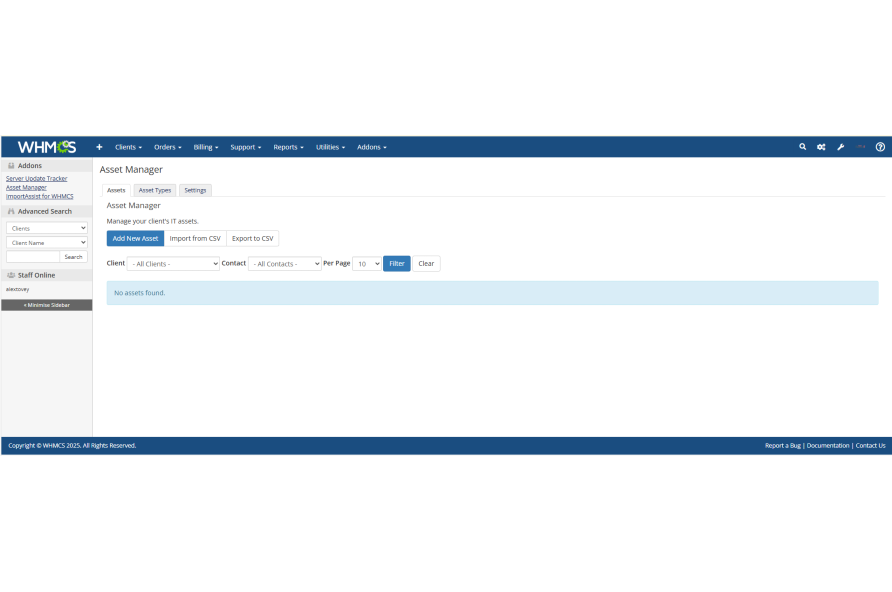 WHMCS
Clients Orders Billing Support Reports Utilities Addons
Addons
Server Update Tracker
Asset Manager
ImportAssist for WHMCS
Advanced Search
Clients
Client Name
Search
Staff Online
alextovey
« Minimise Sidebar
Asset Manager
Assets Asset Types Settings
Asset Manager
Manage your client's IT assets.
Add New Asset Import from CSV Export to CSV
Client - All Clients - Contact - All Contacts - Per Page 10 Filter Clear
No assets found.
Copyright © WHMCS 2025. All Rights Reserved.
Report a Bug | Documentation | Contact Us